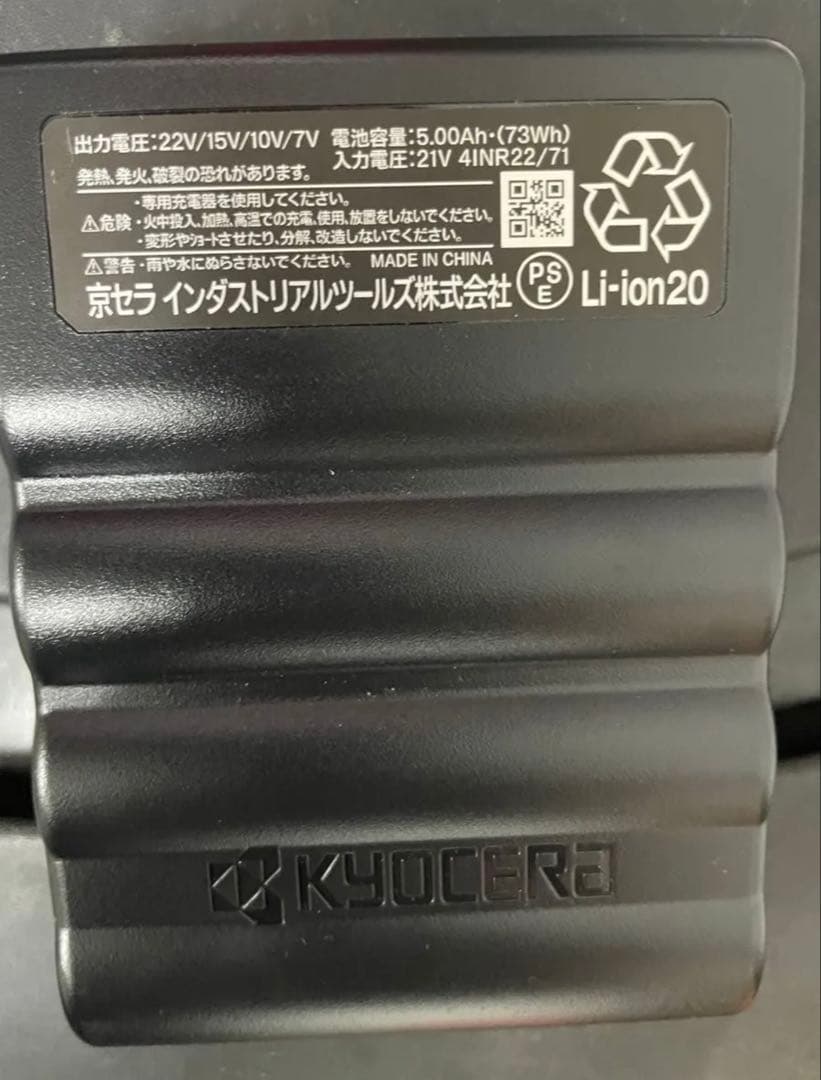 出力電圧:22V/15V/10V/7V 電池容量:5.00Ah・(73Wh)
入力電圧:21V 4INR22/71
発熱、発火、破裂の恐れがあります。
・専用充電器を使用してください。
⚠危険・火中投入、加熱、高温での充電、使用、放置をしないでください。
・変形やショートさせたり、分解、改造しないでください。
⚠警告・雨や水にぬらさないでください。 MADE IN CHINA
京セラ インダストリアルツールズ株式会社 PSE Li-ion20
KYOCERA